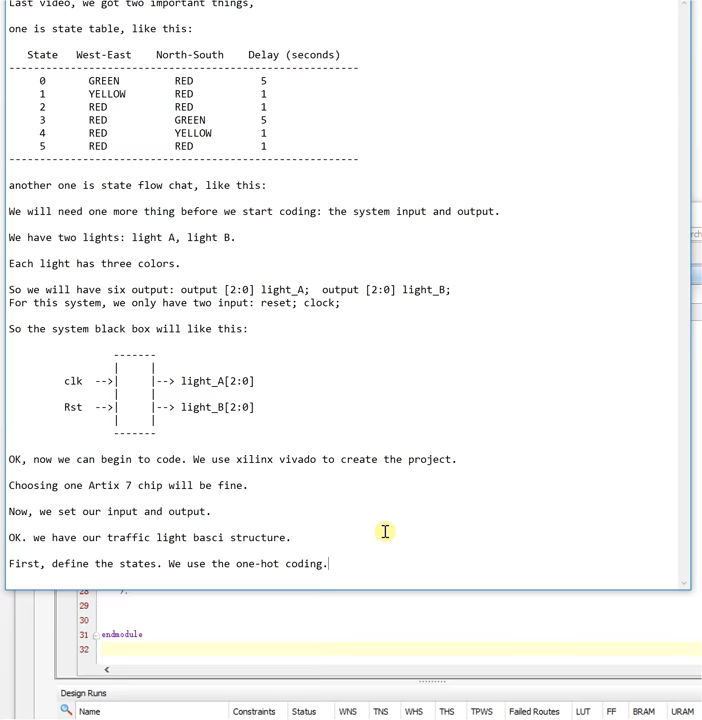 Last video, we got two important things,
one is state table, like this:
State West-East North-South Delay (seconds)
---------------------------------------------------------
0 GREEN RED 5
1 YELLOW RED 1
2 RED RED 1
3 RED GREEN 5
4 RED YELLOW 1
5 RED RED 1
---------------------------------------------------------
another one is state flow chat, like this:
We will need one more thing before we start coding: the system input and output.
We have two lights: light A, light B.
Each light has three colors.
So we will have six output: output [2:0] light_A; output [2:0] light_B;
For this system, we only have two input: reset; clock;
So the system black box will like this:
-------
| |
clk -->| |--> light_A[2:0]
| |
Rst -->| |--> light_B[2:0]
| |
-------
OK, now we can begin to code. We use xilinx vivado to create the project.
Choosing one Artix 7 chip will be fine.
Now, we set our input and output.
OK. we have our traffic light basci structure.
First, define the states. We use the one-hot coding.
28 );
29
30
31 endmodule
32
Design Runs
Name Constraints Status WNS TNS WHS THS TPWS Failed Routes LUT FF BRAM URAM